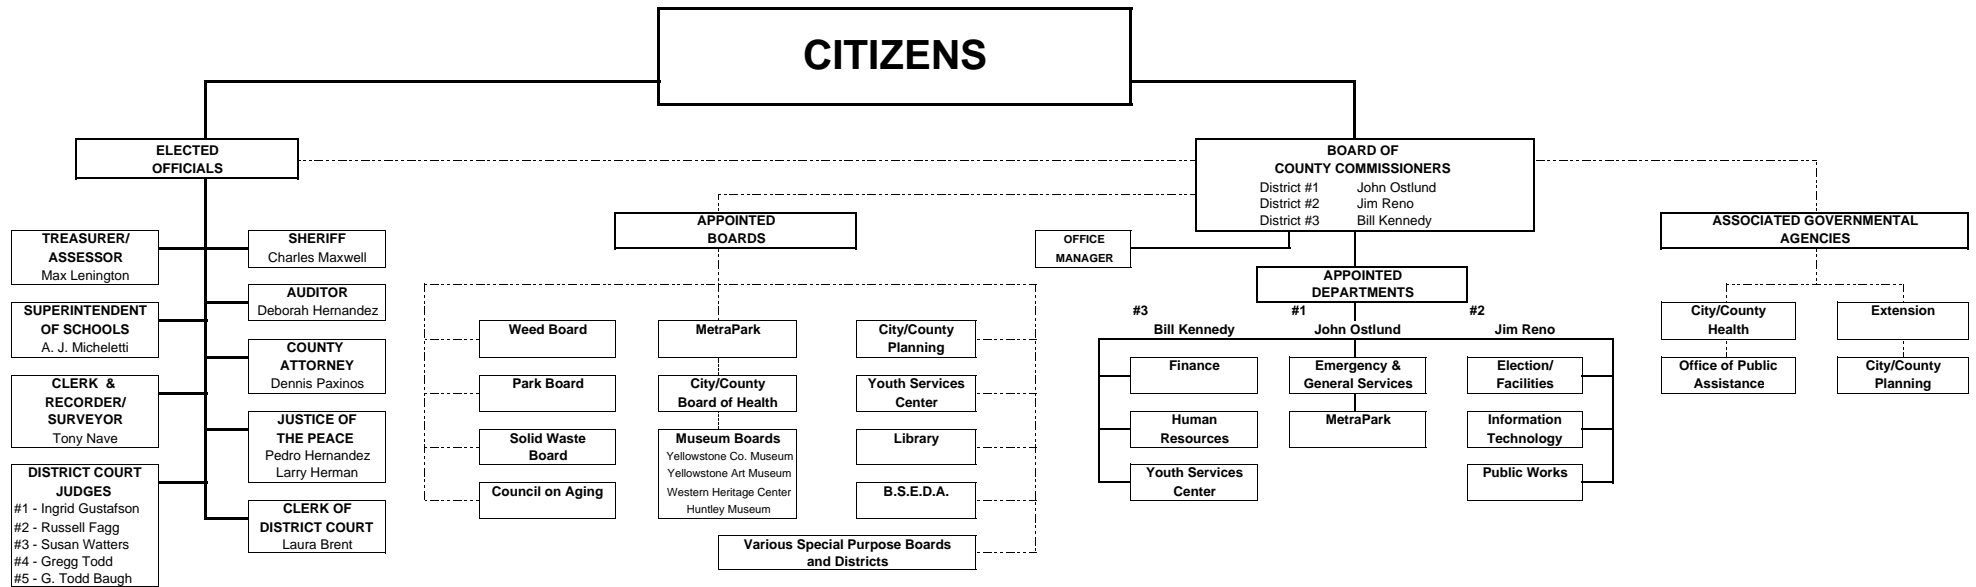 CITIZENS
ELECTED
OFFICIALS
BOARD OF
COUNTY COMMISSIONERS
District #1 John Ostlund
District #2 Jim Reno
District #3 Bill Kennedy
APPOINTED
BOARDS
OFFICE
MANAGER
ASSOCIATED GOVERNMENTAL
AGENCIES
TREASURER/
ASSESSOR
Max Lenington
SHERIFF
Charles Maxwell
SUPERINTENDENT
OF SCHOOLS
A. J. Micheletti
AUDITOR
Deborah Hernandez
COUNTY
ATTORNEY
Dennis Paxinos
CLERK &
RECORDER/
SURVEYOR
Tony Nave
JUSTICE OF
THE PEACE
Pedro Hernandez
Larry Herman
DISTRICT COURT
JUDGES
#1 - Ingrid Gustafson
#2 - Russell Fagg
#3 - Susan Watters
#4 - Gregg Todd
#5 - G. Todd Baugh
CLERK OF
DISTRICT COURT
Laura Brent
Weed Board
Park Board
Solid Waste
Board
Council on Aging
MetraPark
City/County
Board of Health
Museum Boards
Yellowstone Co. Museum
Yellowstone Art Museum
Western Heritage Center
Huntley Museum
City/County
Planning
Youth Services
Center
Library
B.S.E.D.A.
Various Special Purpose Boards
and Districts
APPOINTED
DEPARTMENTS
#3
Bill Kennedy
#1
John Ostlund
#2
Jim Reno
Finance
Human
Resources
Youth Services
Center
Emergency &
General Services
MetraPark
Election/
Facilities
Information
Technology
Public Works
City/County
Health
Office of Public
Assistance
Extension
City/County
Planning